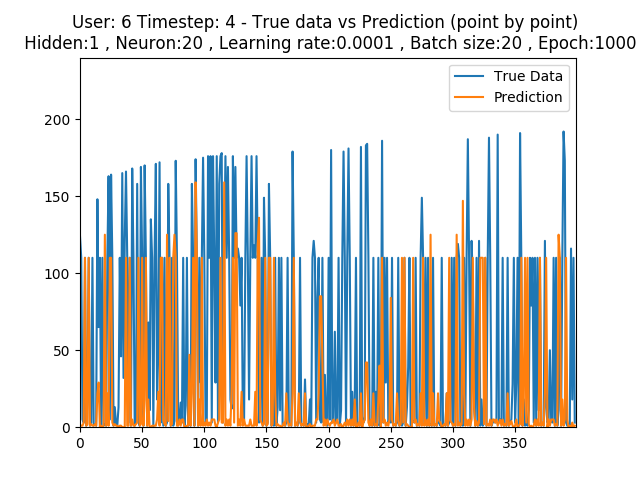 User: 6 Timestep: 4 - True data vs Prediction (point by point)
Hidden:1 , Neuron:20 , Learning rate:0.0001 , Batch size:20 , Epoch:1000
True Data
Prediction
200
150
100
50
0
0 50 100 150 200 250 300 350